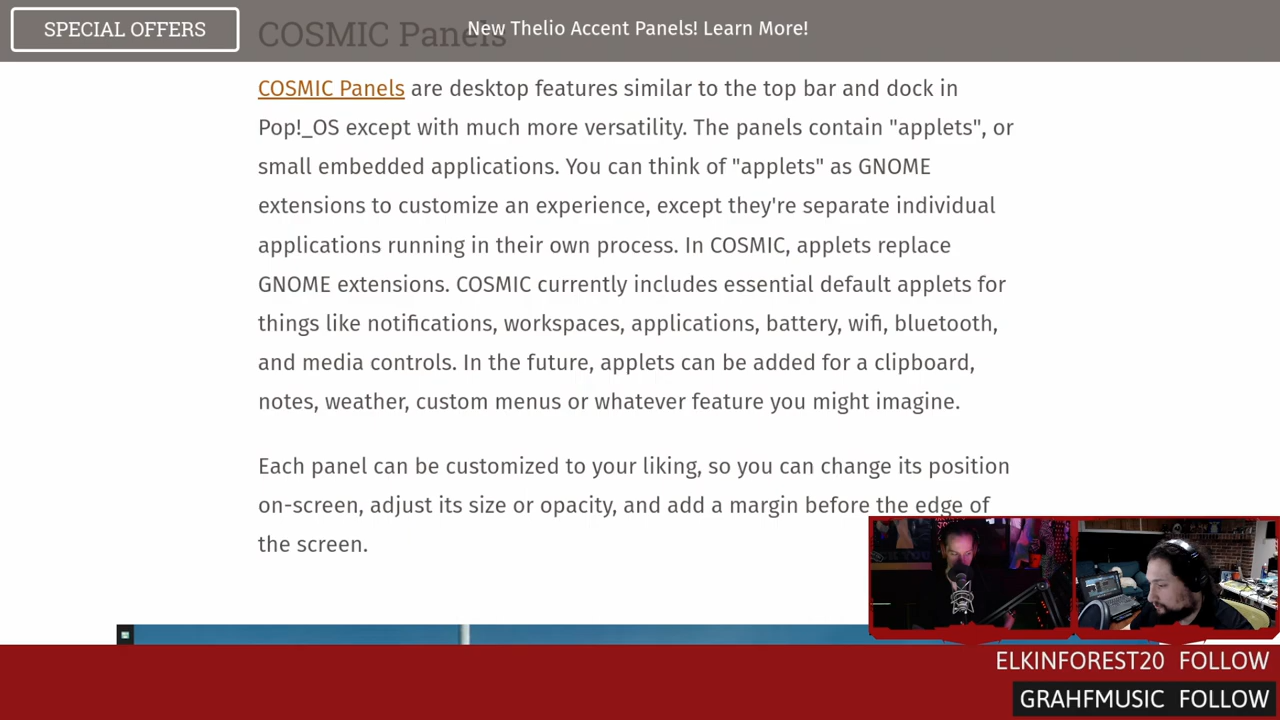 SPECIAL OFFERS
New Thelio Accent Panels! Learn More!
COSMIC Panels
COSMIC Panels are desktop features similar to the top bar and dock in
Pop!_OS except with much more versatility. The panels contain "applets", or
small embedded applications. You can think of "applets" as GNOME
extensions to customize an experience, except they're separate individual
applications running in their own process. In COSMIC, applets replace
GNOME extensions. COSMIC currently includes essential default applets for
things like notifications, workspaces, applications, battery, wifi, bluetooth,
and media controls. In the future, applets can be added for a clipboard,
notes, weather, custom menus or whatever feature you might imagine.
Each panel can be customized to your liking, so you can change its position
on-screen, adjust its size or opacity, and add a margin before the edge of
the screen.
ELKINFOREST20 FOLLOW
GRAHFMUSIC FOLLOW